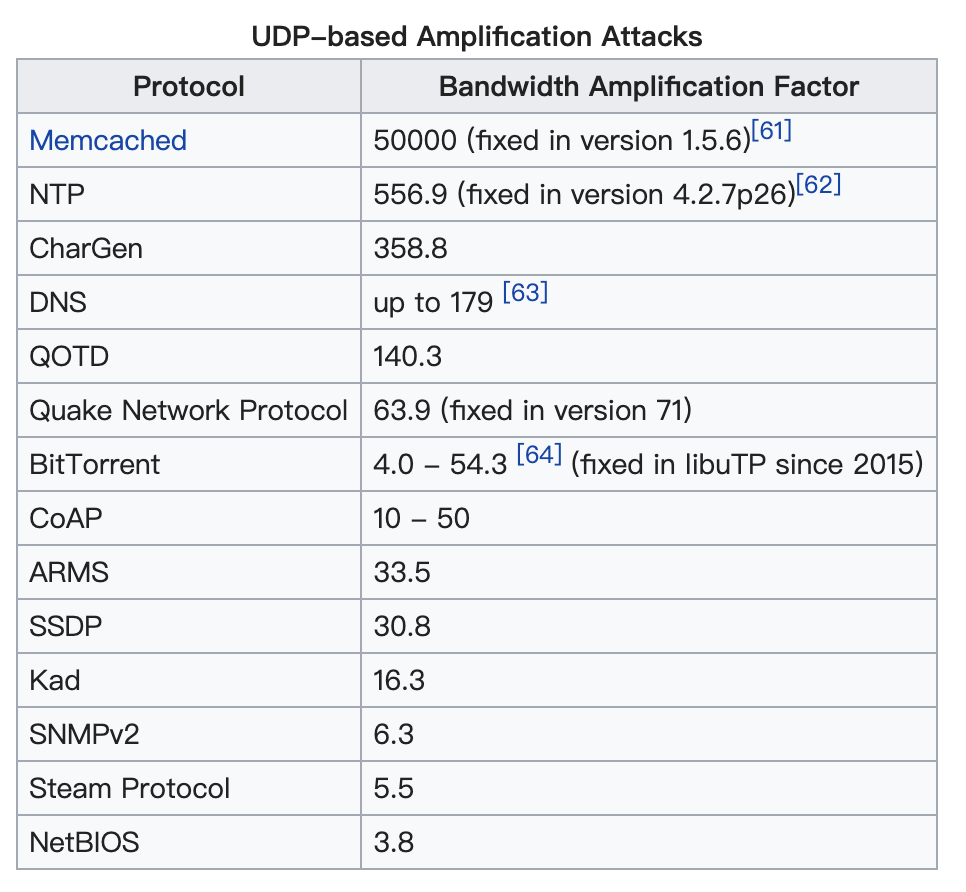 UDP–based Amplification Attacks
Protocol Bandwidth Amplification Factor
Memcached 50000 (fixed in version 1.5.6)[61]
NTP 556.9 (fixed in version 4.2.7p26)[62]
CharGen 358.8
DNS up to 179 [63]
QOTD 140.3
Quake Network Protocol 63.9 (fixed in version 71)
BitTorrent 4.0 – 54.3 [64] (fixed in libuTP since 2015)
CoAP 10 – 50
ARMS 33.5
SSDP 30.8
Kad 16.3
SNMPv2 6.3
Steam Protocol 5.5
NetBIOS 3.8